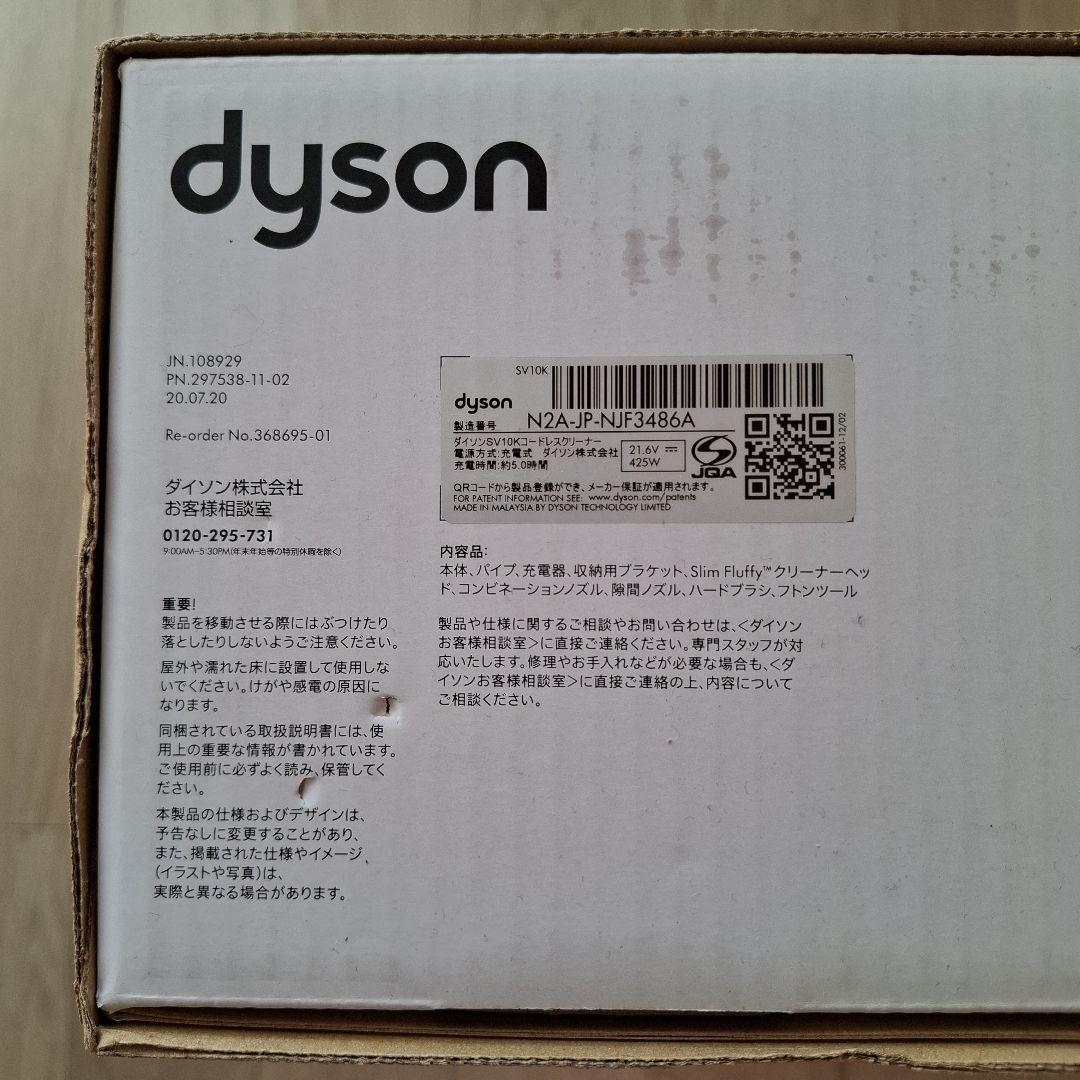 dyson
JN.108929
PN.297538-11-02
20.07.20
Re-order No.368695-01
ダイソン株式会社
お客様相談室
0120-295-731
9:00AM–5:30PM(年末年始等の特別休暇を除く)
重要!
製品を移動させる際にはぶつけたり
落としたりしないようご注意ください。
屋外や濡れた床に設置して使用しな
いでください。けがや感電の原因に
なります。
同梱されている取扱説明書には、使
用上の重要な情報が書かれています。
ご使用前に必ずよく読み、保管してく
ださい。
本製品の仕様およびデザインは、
予告なしに変更することがあり、
また、掲載された仕様やイメージ
(イラストや写真)は、
実際と異なる場合があります。
SV10K
dyson
製造番号 N2A-JP-NJF3486A
ダイソンSV10Kコードレスクリーナー
電源方式:充電式 ダイソン株式会社
充電時間:約5.0時間
21.6V
425W
JQA
300061-12/02
QRコードから製品登録ができ、メーカー保証が適用されます。
FOR PATENT INFORMATION SEE: www.dyson.com/patents
MADE IN MALAYSIA BY DYSON TECHNOLOGY LIMITED
内容品:
本体、パイプ、充電器、収納用ブラケット、Slim Fluffy™クリーナーヘッ
ド、コンビネーションノズル、隙間ノズル、ハードブラシ、フトンツール
製品や仕様に関するご相談やお問い合わせは、<ダイソン
お客様相談室>に直接ご連絡ください。専門スタッフが対
応いたします。修理やお手入れなどが必要な場合も、<ダ
イソンお客様相談室>に直接ご連絡の上、内容について
ご相談ください。